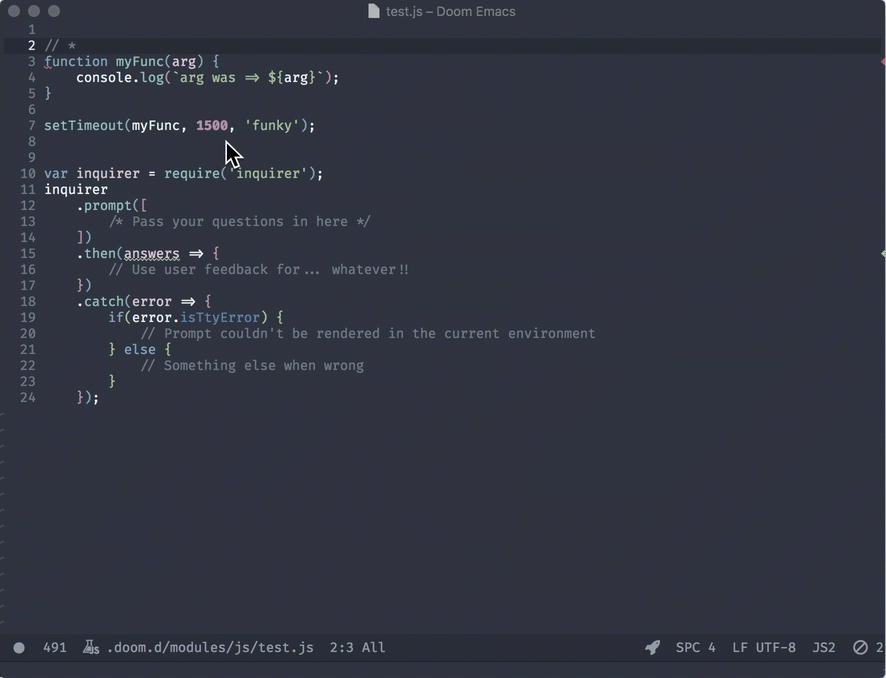 test.js – Doom Emacs
1
2 // *
3 function myFunc(arg) {
4     console.log(`arg was => ${arg}`);
5 }
6
7 setTimeout(myFunc, 1500, 'funky');
8
9
10 var inquirer = require('inquirer');
11 inquirer
12     .prompt([
13         /* Pass your questions in here */
14     ])
15     .then(answers => {
16         // Use user feedback for... whatever!!
17     })
18     .catch(error => {
19         if(error.isTtyError) {
20             // Prompt couldn't be rendered in the current environment
21         } else {
22             // Something else when wrong
23         }
24     });
491 JS .doom.d/modules/js/test.js 2:3 All SPC 4 LF UTF-8 JS2 2